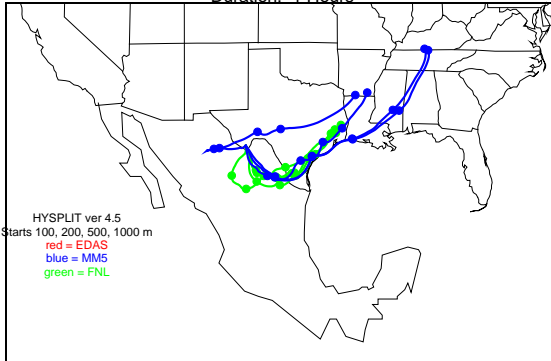 HYSPLIT ver 4.5
Starts 100, 200, 500, 1000 m
red = EDAS
blue = MM5
green = FNL